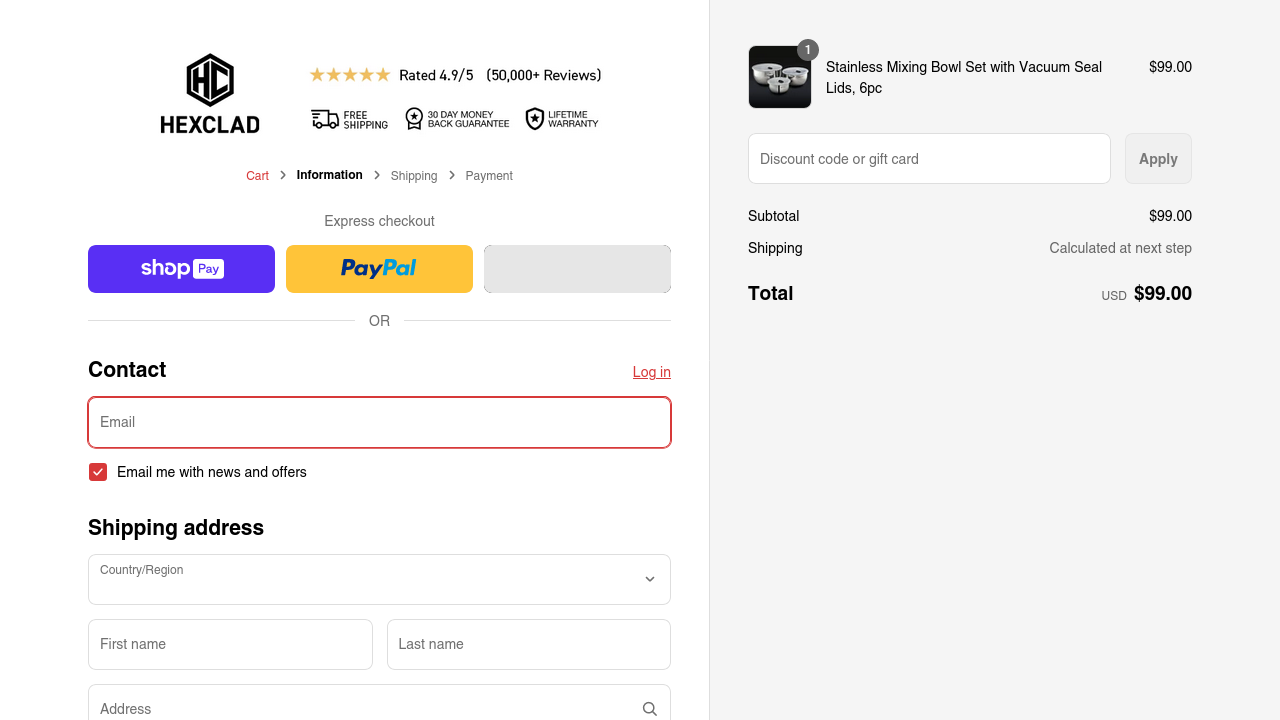 HC
HEXCLAD
Rated 4.9/5 (50,000+ Reviews)
FREE
SHIPPING
30 DAY MONEY
BACK GUARANTEE
LIFETIME
WARRANTY
Cart
Information
Shipping
Payment
Express checkout
shop Pay
PayPal
OR
Contact
Log in
Email
Email me with news and offers
Shipping address
Country/Region
First name
Last name
Address
1
Stainless Mixing Bowl Set with Vacuum Seal
Lids, 6pc
$99.00
Discount code or gift card
Apply
Subtotal
$99.00
Shipping
Calculated at next step
Total
USD $99.00